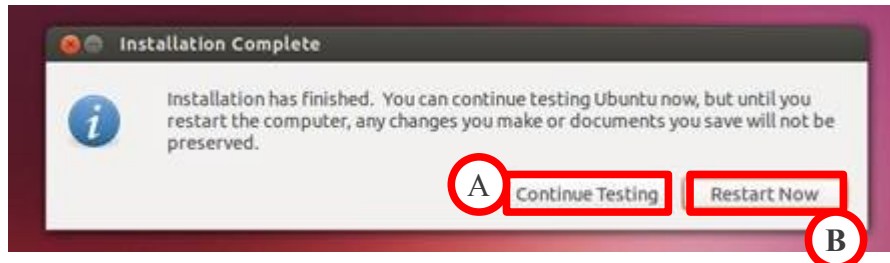 Installation Complete
Installation has finished. You can continue testing Ubuntu now, but until you
restart the computer, any changes you make or documents you save will not be
preserved.
A
Continue Testing
Restart Now
B